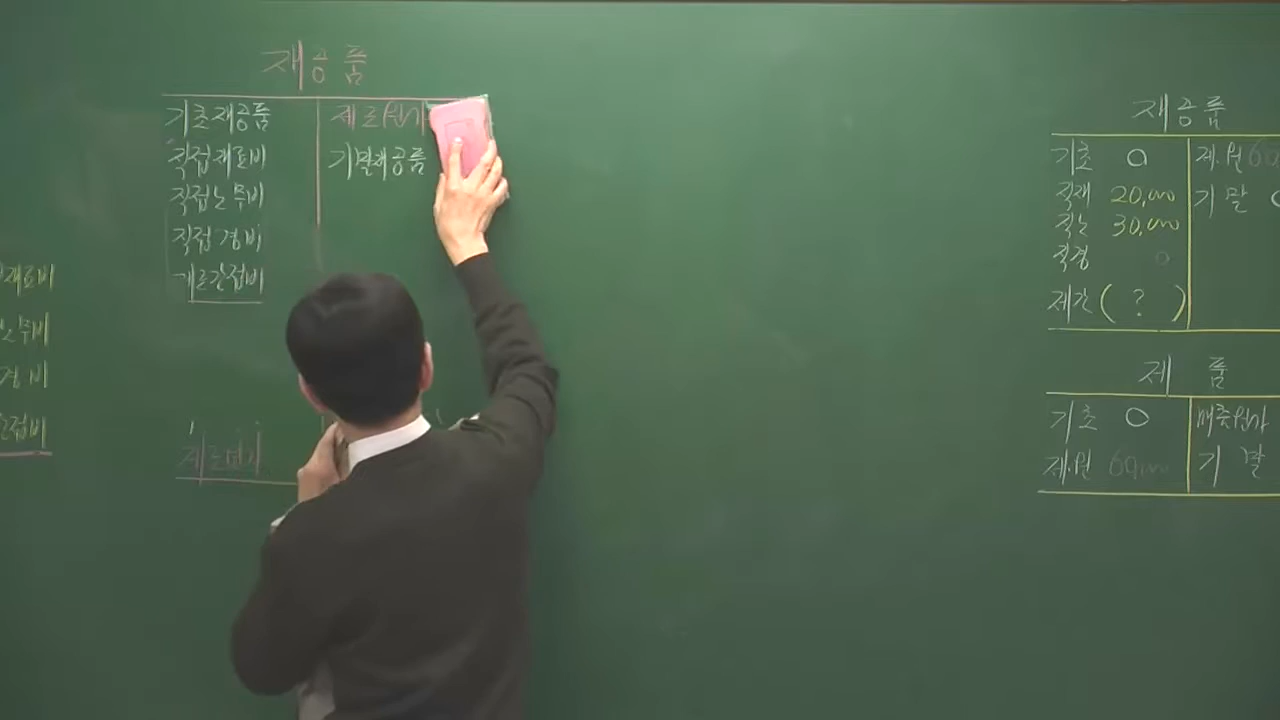 재공품
기초재공품 제조원가
직접재료비 기말재공품
직접노무비
직접경비
제조간접비
재료비
노무비
경비
간접비
재공품
기초 0 제.원
직재 20,000 기말
직노 30,000
직경 0
제간 ( ? )
제품
기초 0 매출원가
제.원 기말